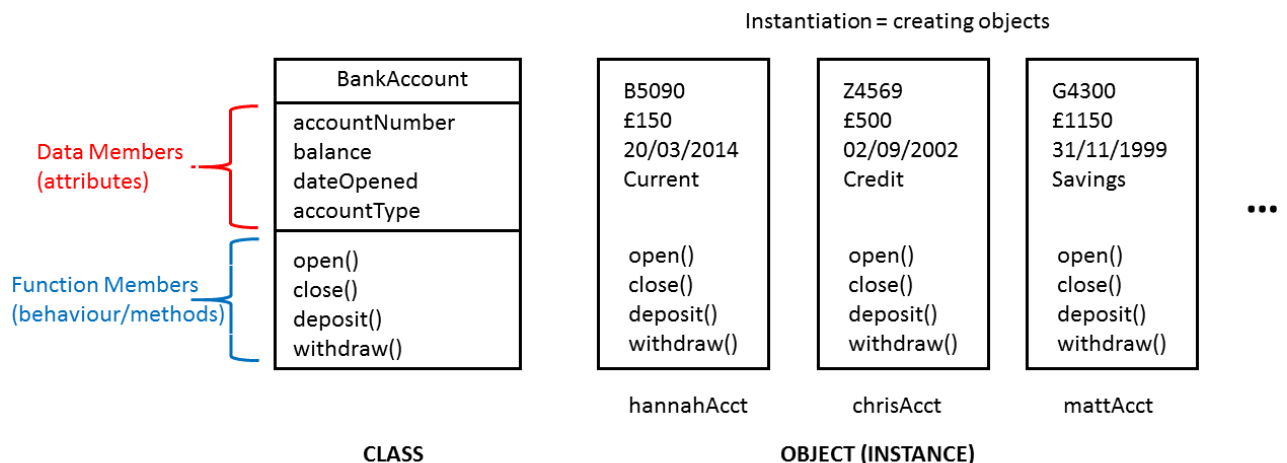 Instantiation = creating objects
BankAccount
Data Members
(attributes)
accountNumber
balance
dateOpened
accountType
Function Members
(behaviour/methods)
open()
close()
deposit()
withdraw()
CLASS
B5090
£150
20/03/2014
Current
open()
close()
deposit()
withdraw()
hannahAcct
Z4569
£500
02/09/2002
Credit
open()
close()
deposit()
withdraw()
chrisAcct
G4300
£1150
31/11/1999
Savings
open()
close()
deposit()
withdraw()
mattAcct
...
OBJECT (INSTANCE)